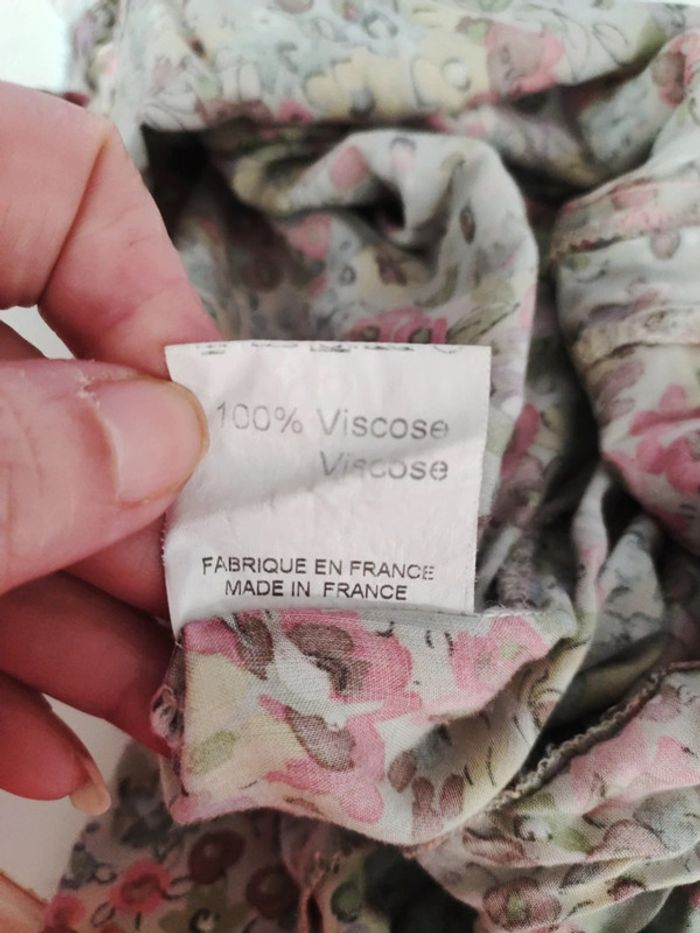 100% Viscose
Viscose
FABRIQUE EN FRANCE
MADE IN FRANCE